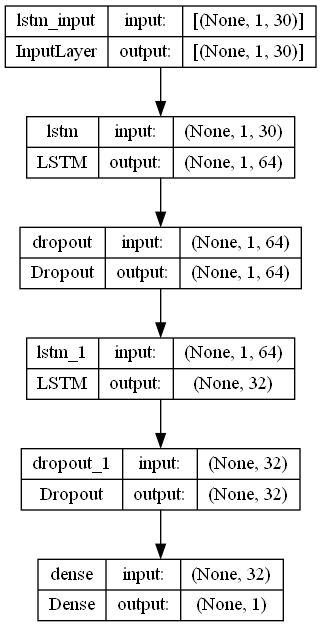 lstm_input input: [(None, 1, 30)]
InputLayer output: [(None, 1, 30)]
lstm input: (None, 1, 30)
LSTM output: (None, 1, 64)
dropout input: (None, 1, 64)
Dropout output: (None, 1, 64)
lstm_1 input: (None, 1, 64)
LSTM output: (None, 32)
dropout_1 input: (None, 32)
Dropout output: (None, 32)
dense input: (None, 32)
Dense output: (None, 1)